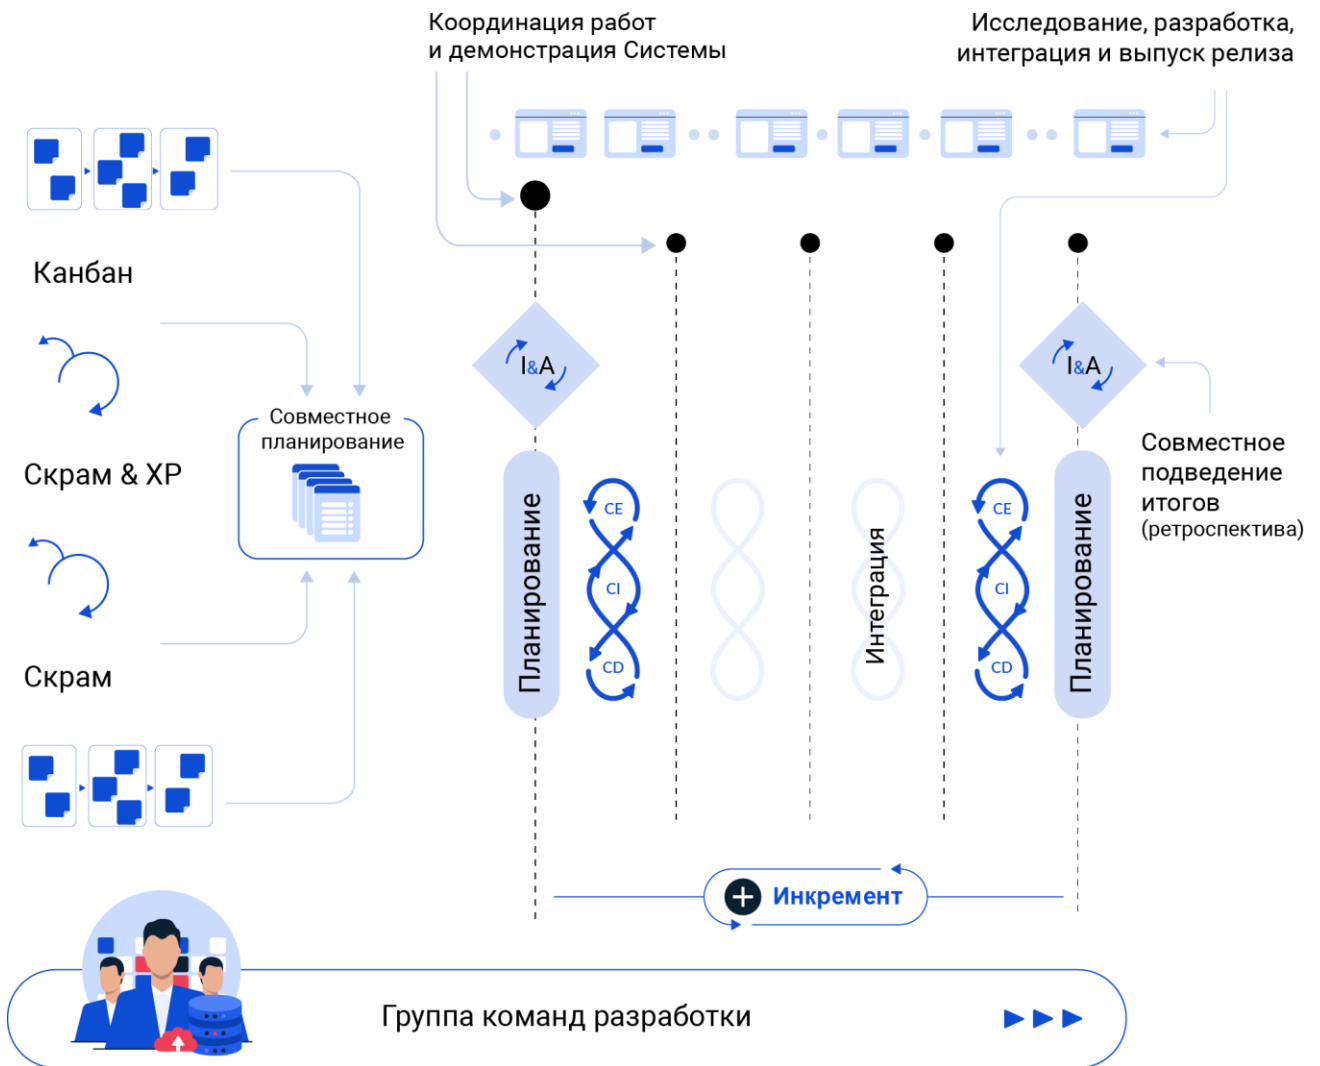 Координация работ
и демонстрация Системы
Исследование, разработка,
интеграция и выпуск релиза
Канбан
Скрам & XP
Скрам
Совместное
планирование
I&A
Планирование
CE
CI
CD
Интеграция
CE
CI
CD
I&A
Планирование
Совместное
подведение
итогов
(ретроспектива)
Инкремент
Группа команд разработки